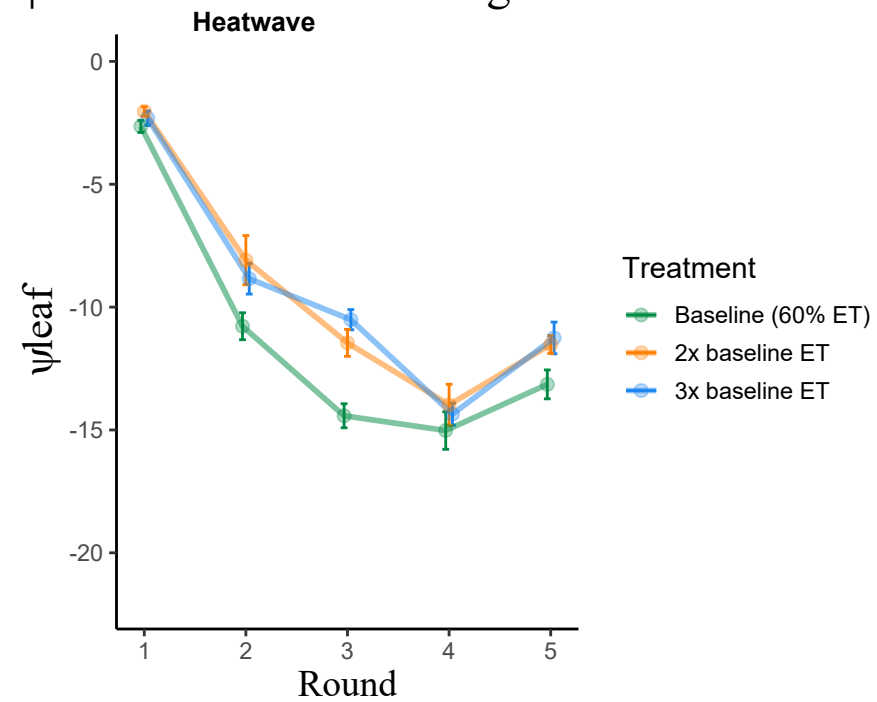 Heatwave
0
-5
-10
-15
-20
ψleaf
1 2 3 4 5
Round
Treatment
Baseline (60% ET)
2x baseline ET
3x baseline ET